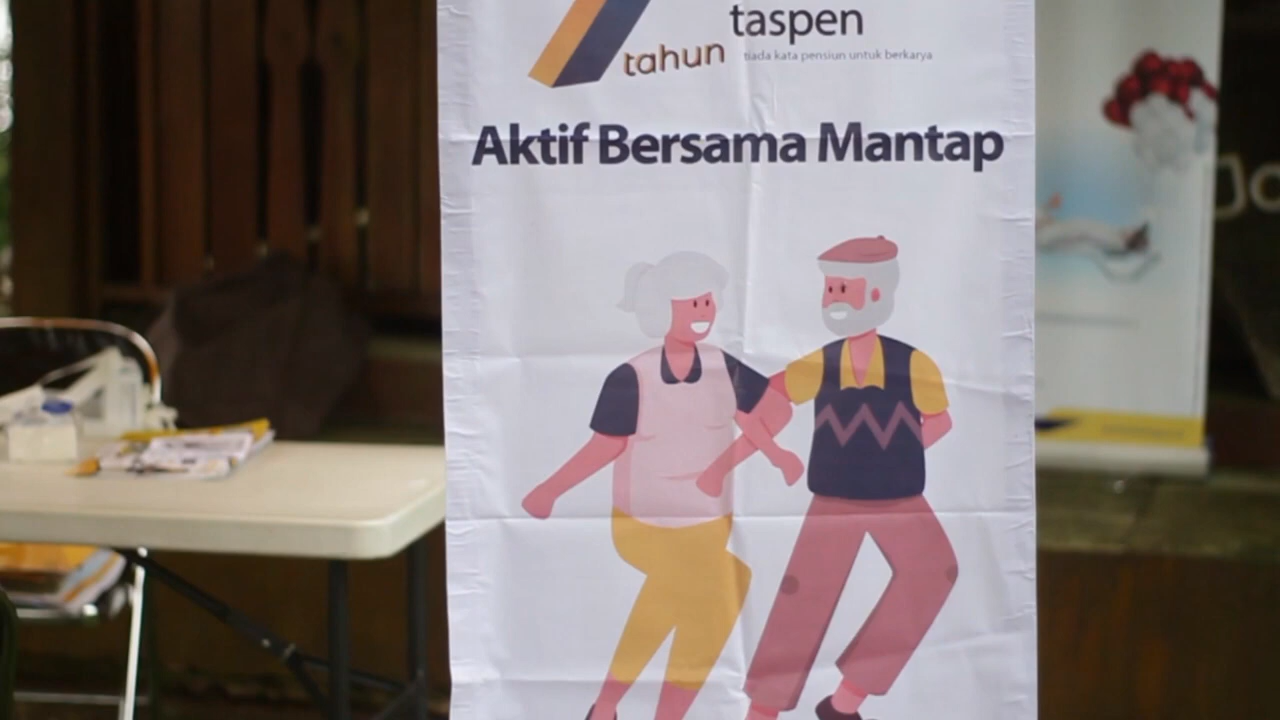 taspen
tahun
tiada kata pensiun untuk berkarya
Aktif Bersama Mantap